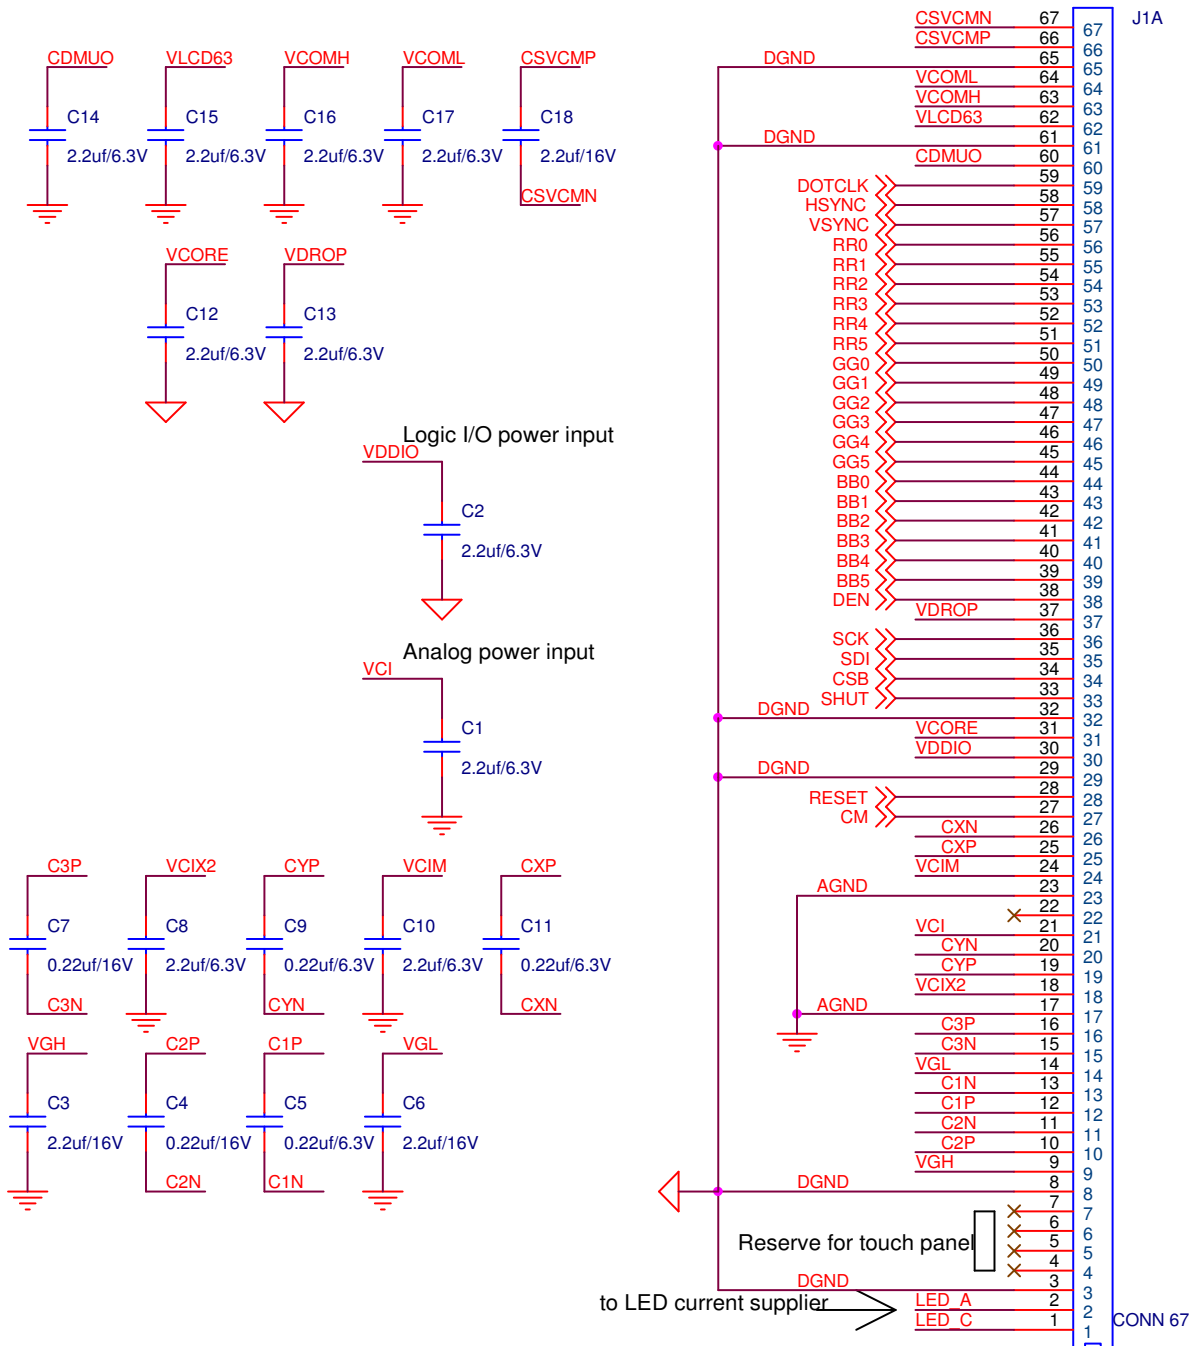 CDMUO VLCD63 VCOMH VCOML CSVCMP
C14 C15 C16 C17 C18
2.2uf/6.3V 2.2uf/6.3V 2.2uf/6.3V 2.2uf/6.3V 2.2uf/16V
CSVCMN
VCORE VDROP
C12 C13
2.2uf/6.3V 2.2uf/6.3V
Logic I/O power input
VDDIO
C2
2.2uf/6.3V
Analog power input
VCI
C1
2.2uf/6.3V
C3P VCIX2 CYP VCIM CXP
C7 C8 C9 C10 C11
0.22uf/16V 2.2uf/6.3V 0.22uf/6.3V 2.2uf/6.3V 0.22uf/6.3V
C3N CYN CXN
VGH C2P C1P VGL
C3 C4 C5 C6
2.2uf/16V 0.22uf/16V 0.22uf/6.3V 2.2uf/16V
C2N C1N
J1A
CSVCMN 67 67
CSVCMP 66 66
DGND 65 65
VCOML 64 64
VCOMH 63 63
VLCD63 62 62
DGND 61 61
CDMUO 60 60
DOTCLK 59 59
HSYNC 58 58
VSYNC 57 57
RR0 56 56
RR1 55 55
RR2 54 54
RR3 53 53
RR4 52 52
RR5 51 51
GG0 50 50
GG1 49 49
GG2 48 48
GG3 47 47
GG4 46 46
GG5 45 45
BB0 44 44
BB1 43 43
BB2 42 42
BB3 41 41
BB4 40 40
BB5 39 39
DEN 38 38
VDROP 37 37
SCK 36 36
SDI 35 35
CSB 34 34
SHUT 33 33
DGND 32 32
VCORE 31 31
VDDIO 30 30
DGND 29 29
RESET 28 28
CM 27 27
CXN 26 26
CXP 25 25
VCIM 24 24
AGND 23 23
22 22
VCI 21 21
CYN 20 20
CYP 19 19
VCIX2 18 18
AGND 17 17
C3P 16 16
C3N 15 15
VGL 14 14
C1N 13 13
C1P 12 12
C2N 11 11
C2P 10 10
VGH 9 9
DGND 8 8
7 7
6 6
Reserve for touch panel 5 5
4 4
DGND 3 3
to LED current supplier
LED_A 2 2
LED_C 1 1
CONN 67